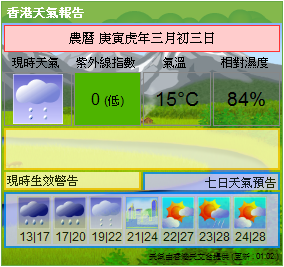 香港天氣報告
農曆 庚寅虎年三月初三日
現時天氣 紫外線指數 氣溫 相對濕度
0 (低) 15°C 84%
現時生效警告 七日天氣預告
13|17 17|20 19|22 21|24 22|27 23|28 24|28
天氣由香港天文台提供 (更新 : 01:02 )